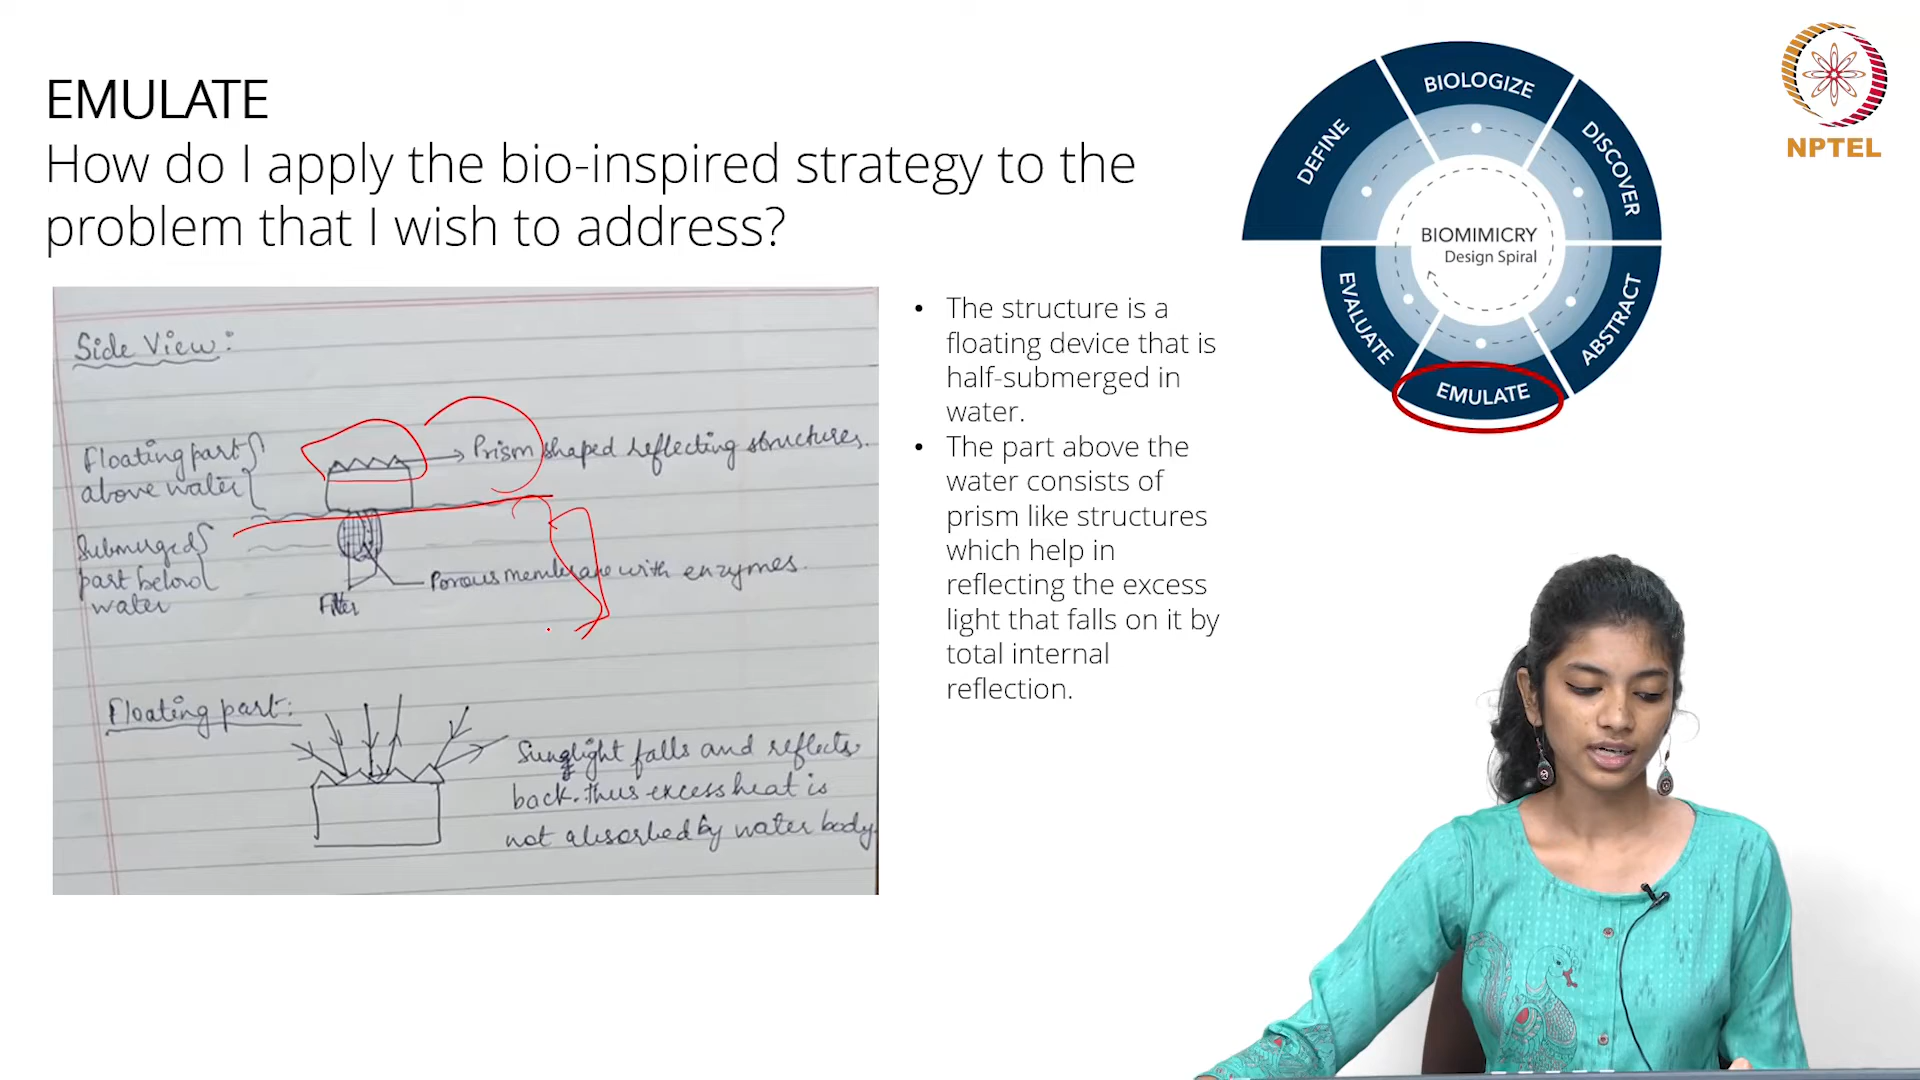 EMULATE
How do I apply the bio-inspired strategy to the
problem that I wish to address?
Side View:
Floating part
above water
Prism shaped reflecting structures.
Submerged
part below
water
Porous membrane with enzymes.
Filter
Floating part:
Sunlight falls and reflects
back. Thus excess heat is
not absorbed by water body.
• The structure is a
floating device that is
half-submerged in
water.
• The part above the
water consists of
prism like structures
which help in
reflecting the excess
light that falls on it by
total internal
reflection.
DEFINE
BIOLOGIZE
DISCOVER
ABSTRACT
EMULATE
EVALUATE
BIOMIMICRY
Design Spiral
NPTEL